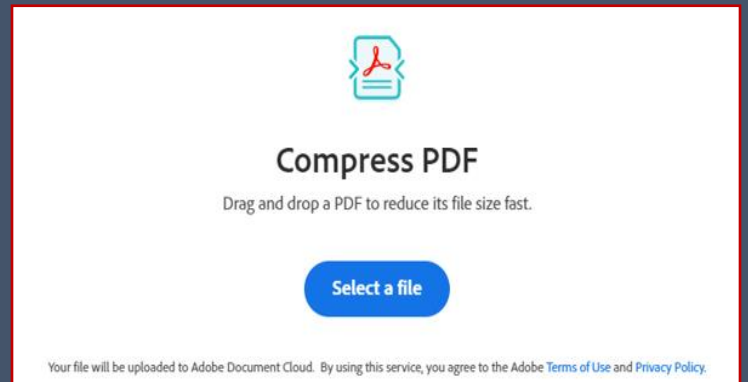 Compress PDF
Drag and drop a PDF to reduce its file size fast.
Select a file
Your file will be uploaded to Adobe Document Cloud. By using this service, you agree to the Adobe Terms of Use and Privacy Policy.